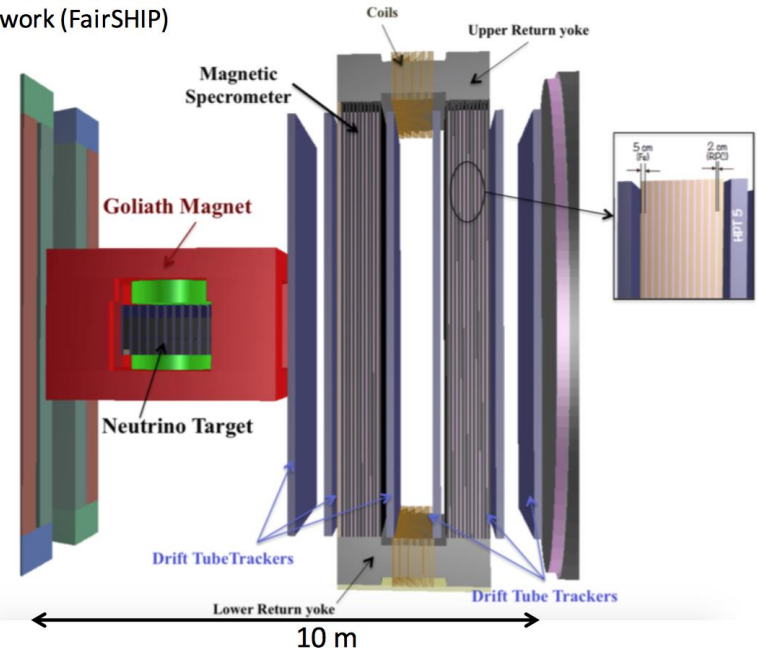 work (FairSHIP)
Coils
Upper Return yoke
Magnetic
Specrometer
5 cm
(Fe)
2 cm
(RPC)
HPT 5
Goliath Magnet
Neutrino Target
Drift TubeTrackers
Drift Tube Trackers
Lower Return yoke
10 m